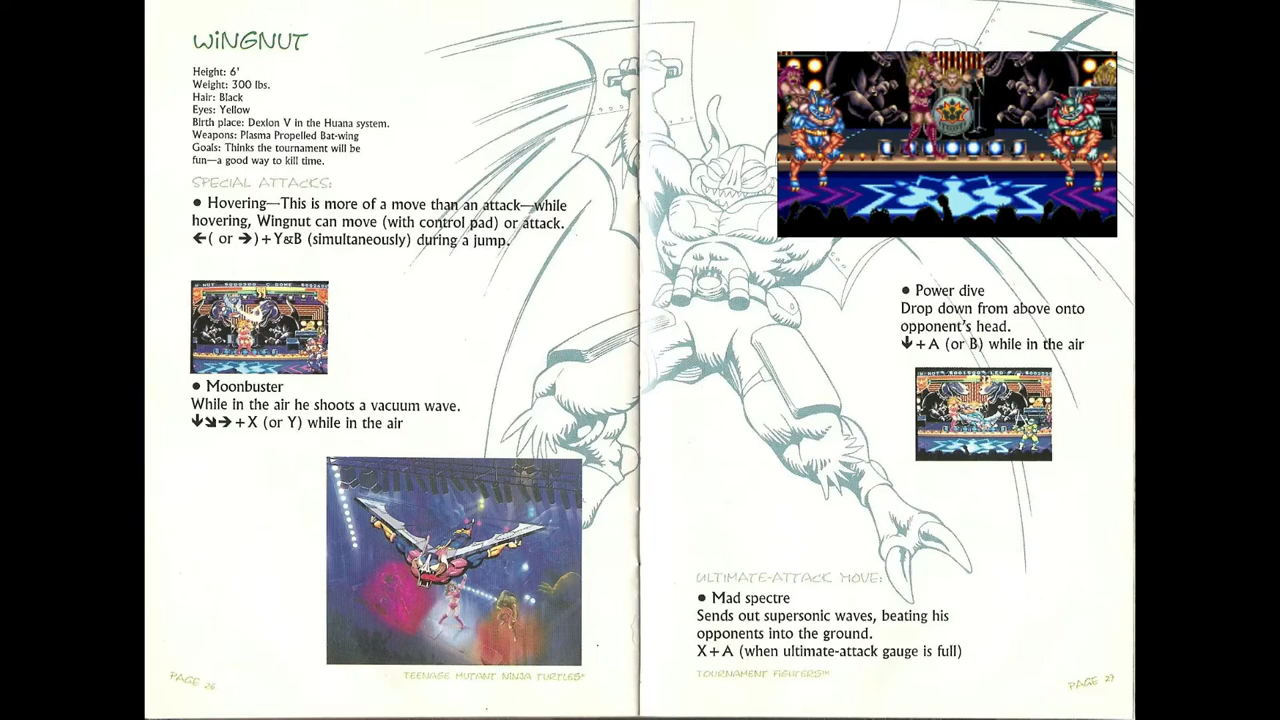 WiNGNUT
Height: 6'
Weight: 300 lbs.
Hair: Black
Eyes: Yellow
Birth place: Dexlon V in the Huana system.
Weapons: Plasma Propelled Bat-wing
Goals: Thinks the tournament will be
fun—a good way to kill time.
SPECIAL ATTACKS:
• Hovering—This is more of a move than an attack—while
hovering, Wingnut can move (with control pad) or attack.
←( or →)+Y&B (simultaneously) during a jump.
• Moonbuster
While in the air he shoots a vacuum wave.
↓↘→+X (or Y) while in the air
TEENAGE MUTANT NINJA TURTLES®
PAGE 26
• Power dive
Drop down from above onto
opponent's head.
↓+A (or B) while in the air
ULTIMATE-ATTACK MOVE:
• Mad spectre
Sends out supersonic waves, beating his
opponents into the ground.
X+A (when ultimate-attack gauge is full)
TOURNAMENT FIGHTERS™
PAGE 27